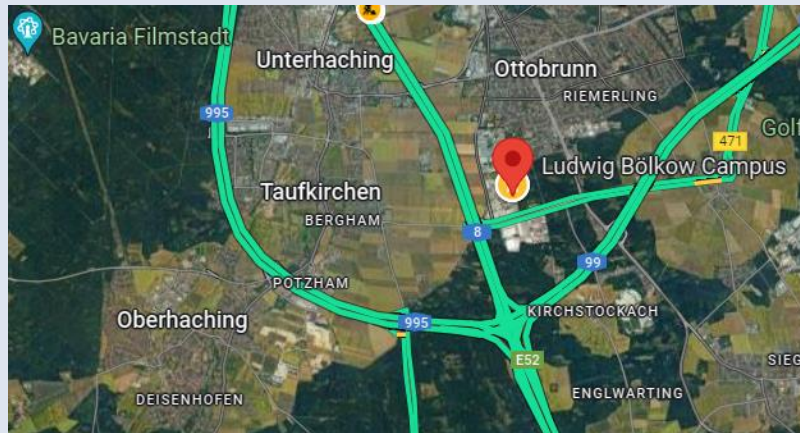 Bavaria Filmstadt
Unterhaching
Ottobrunn
RIEMERLING
995
471
Golf
Ludwig Bölkow Campus
Taufkirchen
BERGHAM
8
99
POTZHAM
KIRCHSTOCKACH
Oberhaching
995
E52
SIEG
ENGLWARTING
DEISENHOFEN